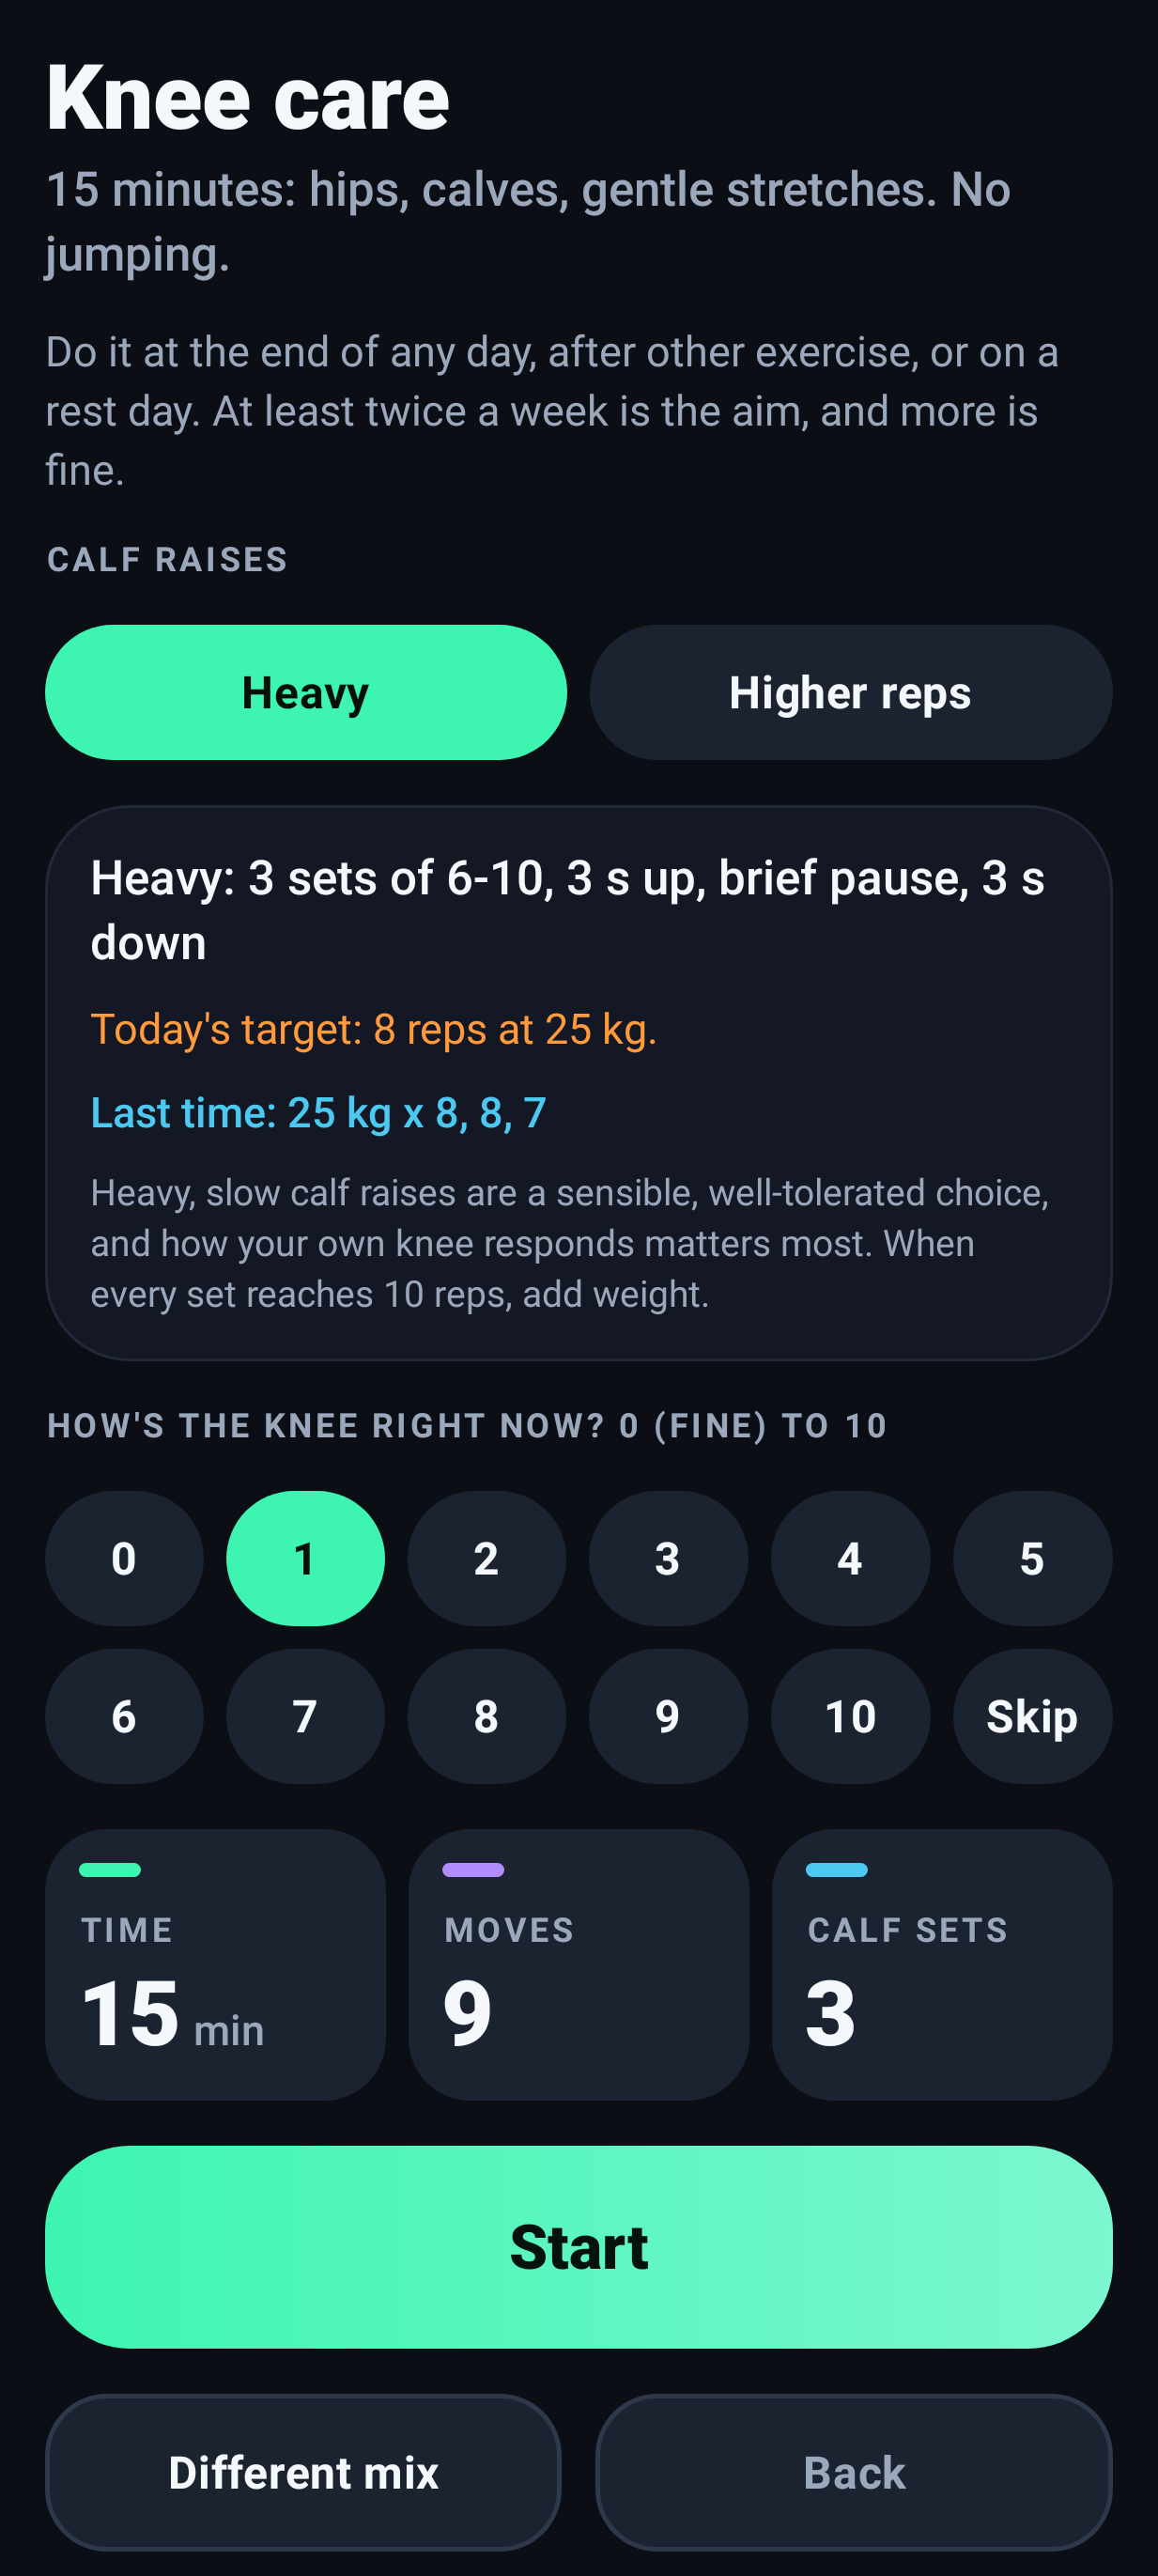 Knee care
15 minutes: hips, calves, gentle stretches. No
jumping.
Do it at the end of any day, after other exercise, or on a
rest day. At least twice a week is the aim, and more is
fine.
CALF RAISES
Heavy
Higher reps
Heavy: 3 sets of 6-10, 3 s up, brief pause, 3 s
down
Today's target: 8 reps at 25 kg.
Last time: 25 kg x 8, 8, 7
Heavy, slow calf raises are a sensible, well-tolerated choice,
and how your own knee responds matters most. When
every set reaches 10 reps, add weight.
HOW'S THE KNEE RIGHT NOW? 0 (FINE) TO 10
0 1 2 3 4 5
6 7 8 9 10 Skip
TIME MOVES CALF SETS
15 min 9 3
Start
Different mix
Back